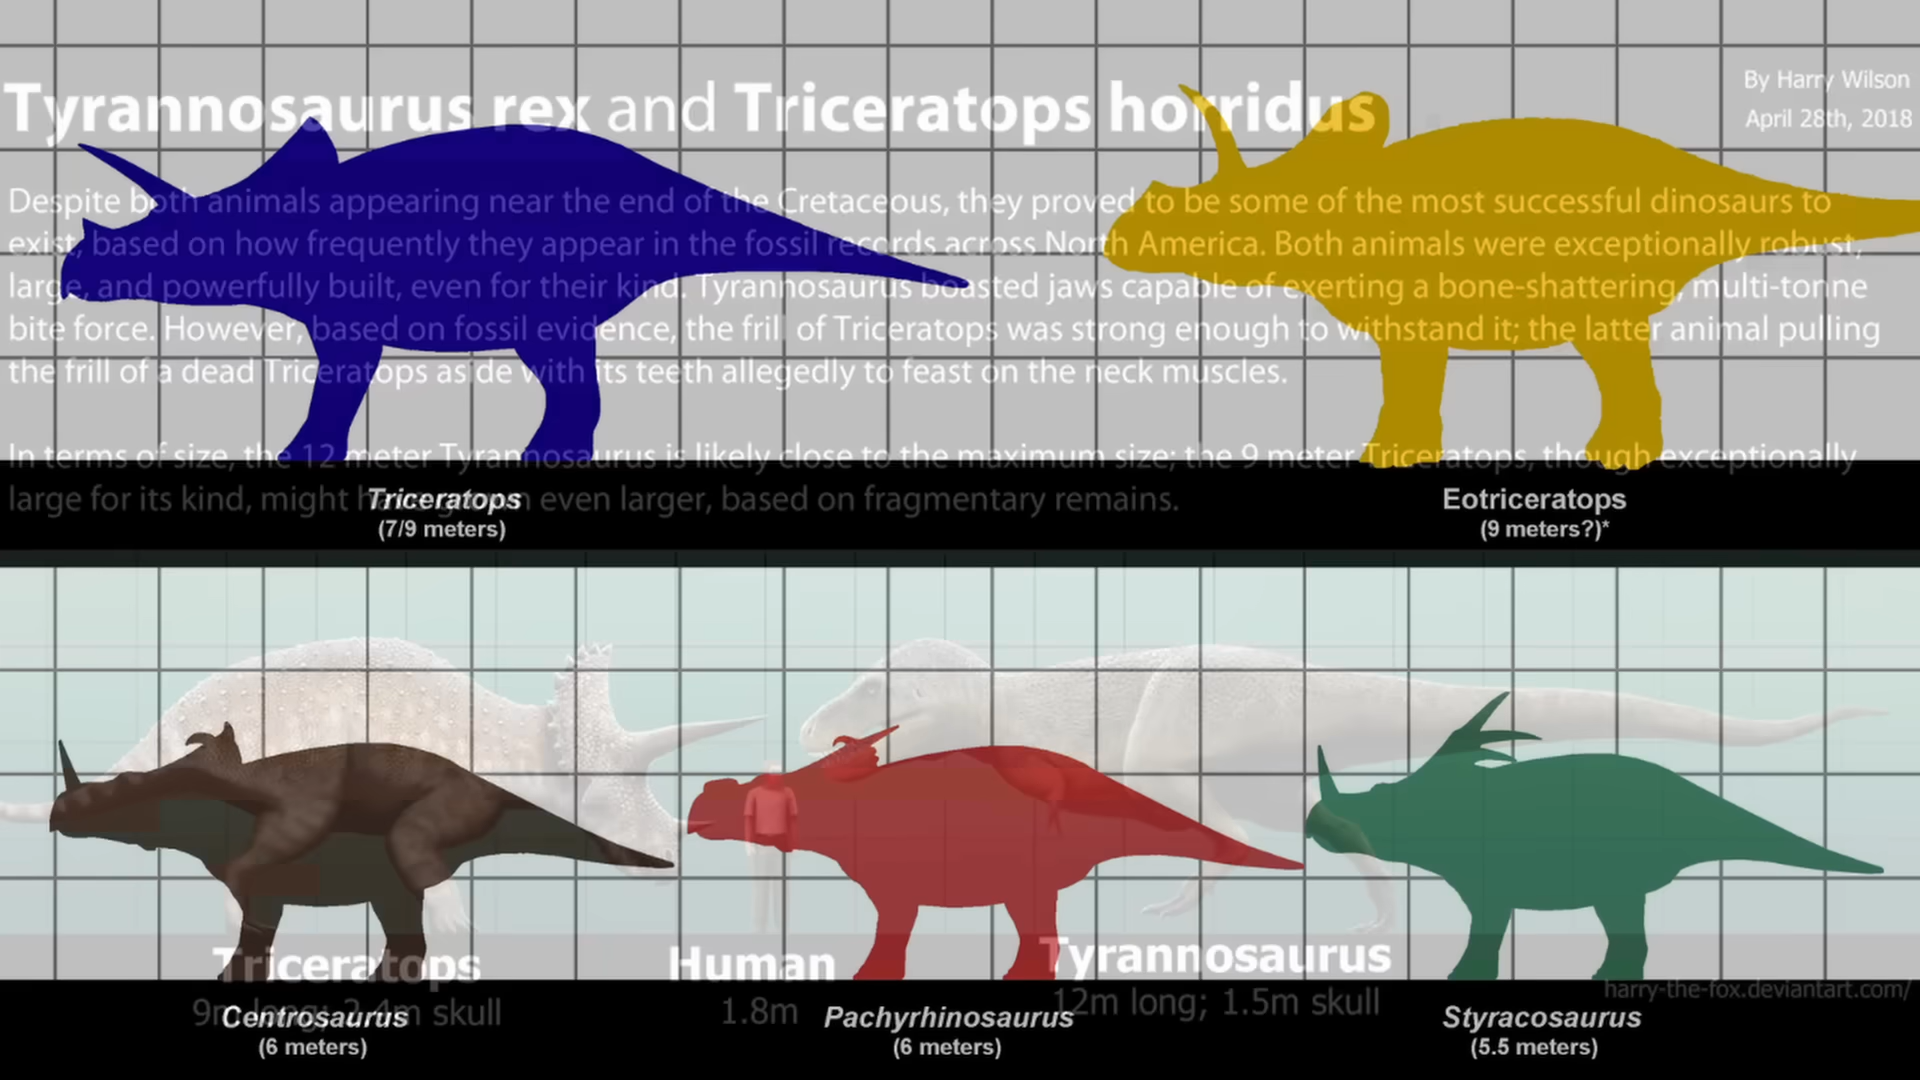 Tyrannosaurus rex and Triceratops horridus
By Harry Wilson
April 28th, 2018
Despite both animals appearing near the end of the Cretaceous, they proved to be some of the most successful dinosaurs to
exist, based on how frequently they appear in the fossil records across North America. Both animals were exceptionally robust,
large, and powerfully built, even for their kind. Tyrannosaurus boasted jaws capable of exerting a bone-shattering, multi-tonne
bite force. However, based on fossil evidence, the frill of Triceratops was strong enough to withstand it; the latter animal pulling
the frill of a dead Triceratops aside with its teeth allegedly to feast on the neck muscles.
In terms of size, the 12 meter Tyrannosaurus is likely close to the maximum size; the 9 meter Triceratops, though exceptionally
large for its kind, might even larger, based on fragmentary remains.
Triceratops
(7/9 meters)
Eotriceratops
(9 meters?)*
Triceratops
9m long; 2.4m skull
Human
1.8m
Tyrannosaurus
12m long; 1.5m skull
harry-the-fox.deviantart.com/
Centrosaurus
(6 meters)
Pachyrhinosaurus
(6 meters)
Styracosaurus
(5.5 meters)